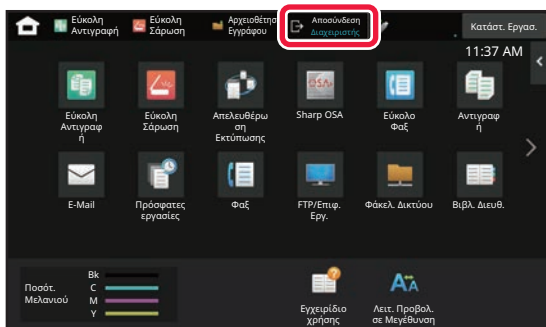 Εύκολη
Αντιγραφή
Εύκολη
Σάρωση
Αρχειοθέτηση
Εγγράφου
Αποσύνδεση
Διαχειριστής
Κατάστ. Εργασ.
11:37 AM
Εύκολη
Αντιγραφ
ή
Εύκολη
Σάρωση
Απελευθέρω
ση
Εκτύπωσης
Sharp OSA
Εύκολο
Φαξ
Αντιγραφ
ή
E-Mail
Πρόσφατες
εργασίες
Φαξ
FTP/Επιφ.
Εργ.
Φάκελ. Δικτύου
Βιβλ. Διευθ.
Ποσότ.
Μελανιού
Bk
C
M
Y
Εγχειρίδιο
χρήσης
Λειτ. Προβολ.
σε Μεγέθυνση